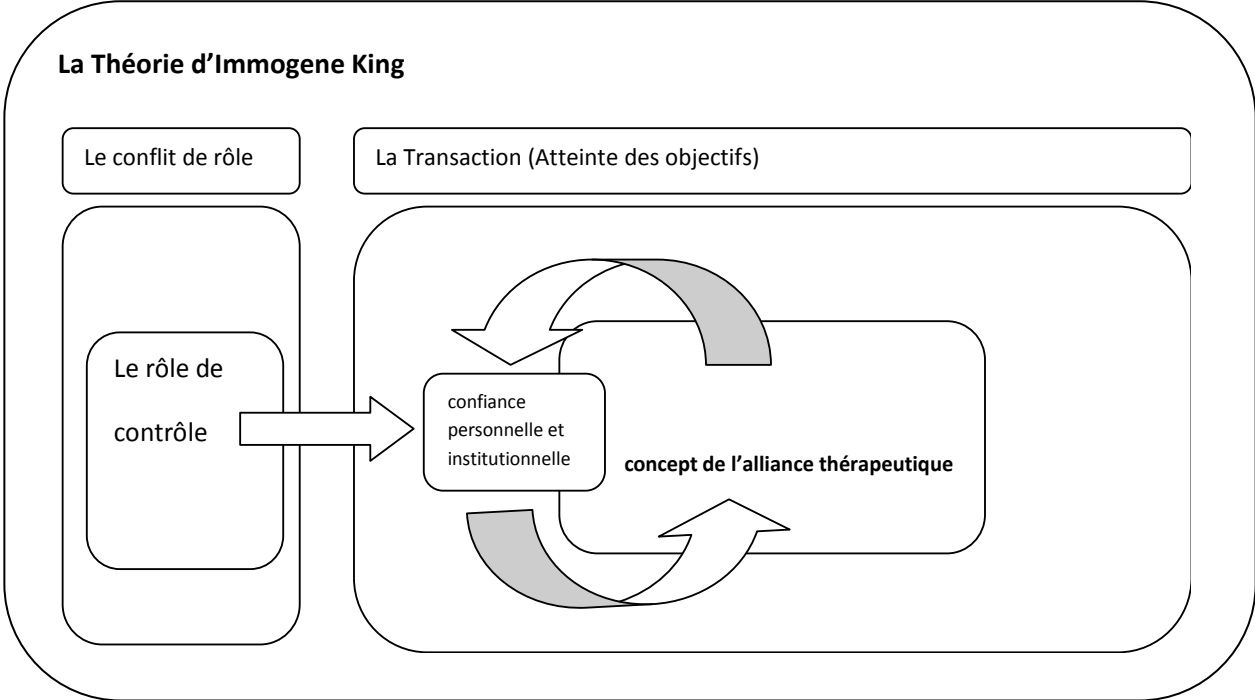 La Théorie d’Immogene King
Le conflit de rôle
La Transaction (Atteinte des objectifs)
Le rôle de
contrôle
confiance
personnelle et
institutionnelle
concept de l’alliance thérapeutique